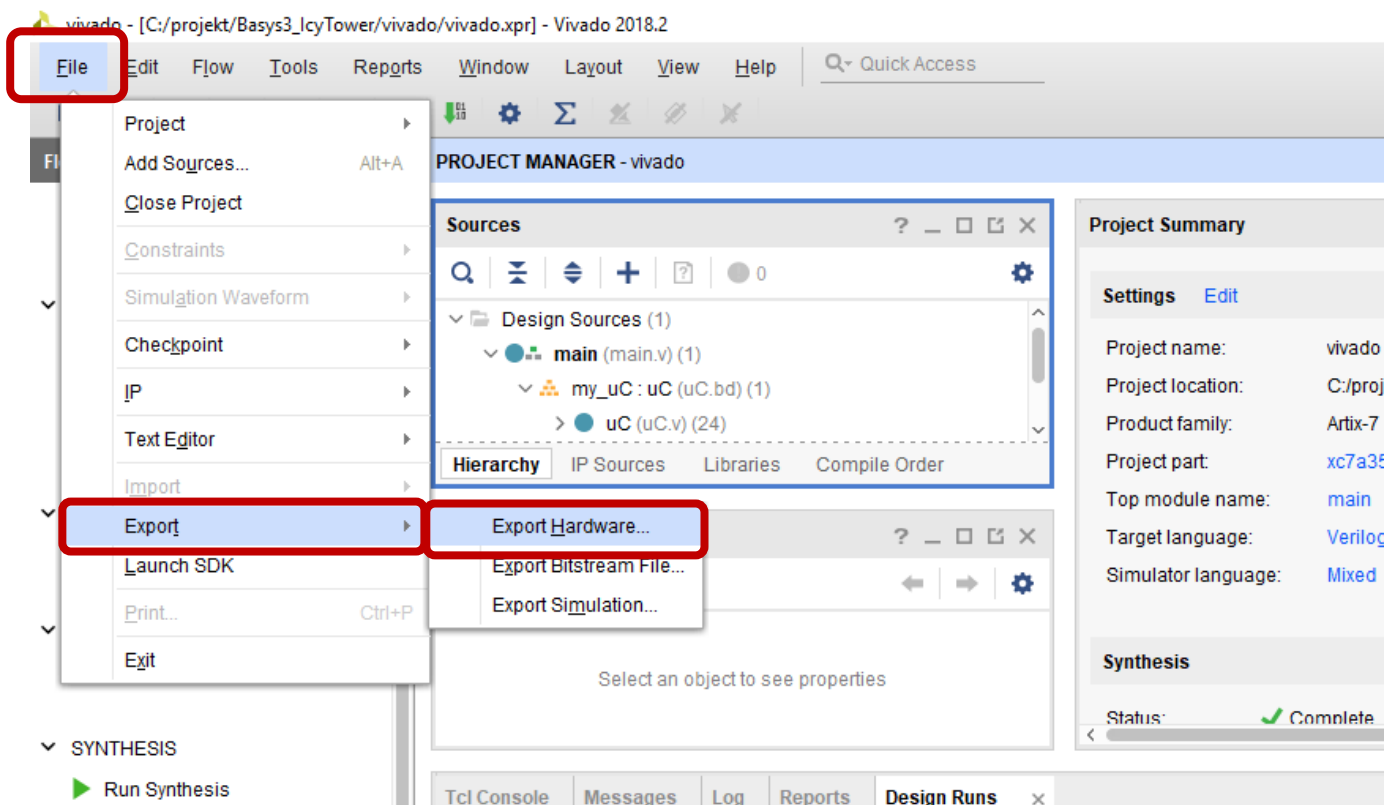 vivado - [C:/projekt/Basys3_IcyTower/vivado/vivado.xpr] - Vivado 2018.2
File Edit Flow Tools Reports Window Layout View Help Quick Access
Project
Add Sources... Alt+A
Close Project
Constraints
Simulation Waveform
Checkpoint
IP
Text Editor
Import
Export
Launch SDK
Print... Ctrl+P
Exit
Export Hardware...
Export Bitstream File...
Export Simulation...
PROJECT MANAGER - vivado
Sources
0
Design Sources (1)
main (main.v) (1)
my_uC : uC (uC.bd) (1)
uC (uC.v) (24)
Hierarchy IP Sources Libraries Compile Order
Select an object to see properties
Project Summary
Settings Edit
Project name: vivado
Project location: C:/proj
Product family: Artix-7
Project part: xc7a35
Top module name: main
Target language: Verilog
Simulator language: Mixed
Synthesis
Status: Complete
SYNTHESIS
Run Synthesis
Tcl Console Messages Log Reports Design Runs